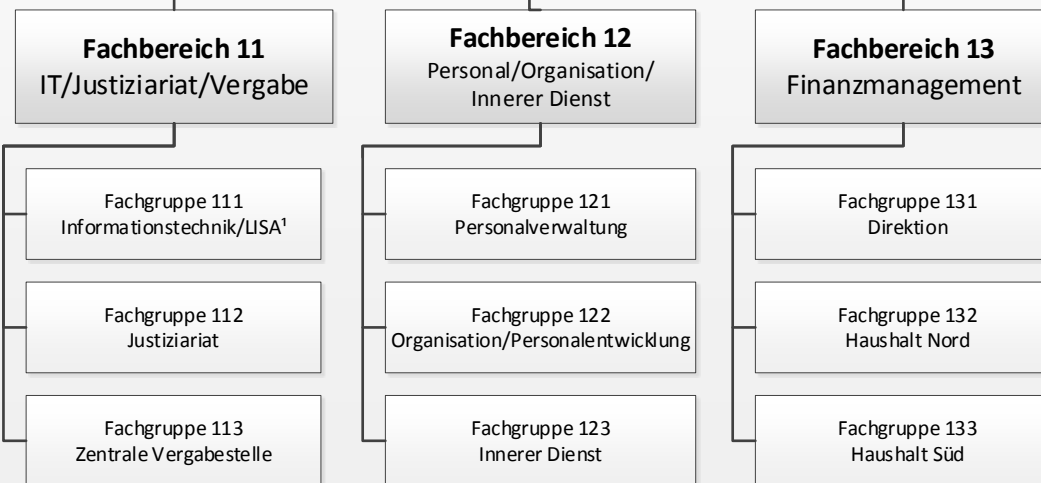 Fachbereich 11
IT/Justiziariat/Vergabe
Fachgruppe 111
Informationstechnik/LISA¹
Fachgruppe 112
Justiziariat
Fachgruppe 113
Zentrale Vergabestelle
Fachbereich 12
Personal/Organisation/
Innerer Dienst
Fachgruppe 121
Personalverwaltung
Fachgruppe 122
Organisation/Personalentwicklung
Fachgruppe 123
Innerer Dienst
Fachbereich 13
Finanzmanagement
Fachgruppe 131
Direktion
Fachgruppe 132
Haushalt Nord
Fachgruppe 133
Haushalt Süd